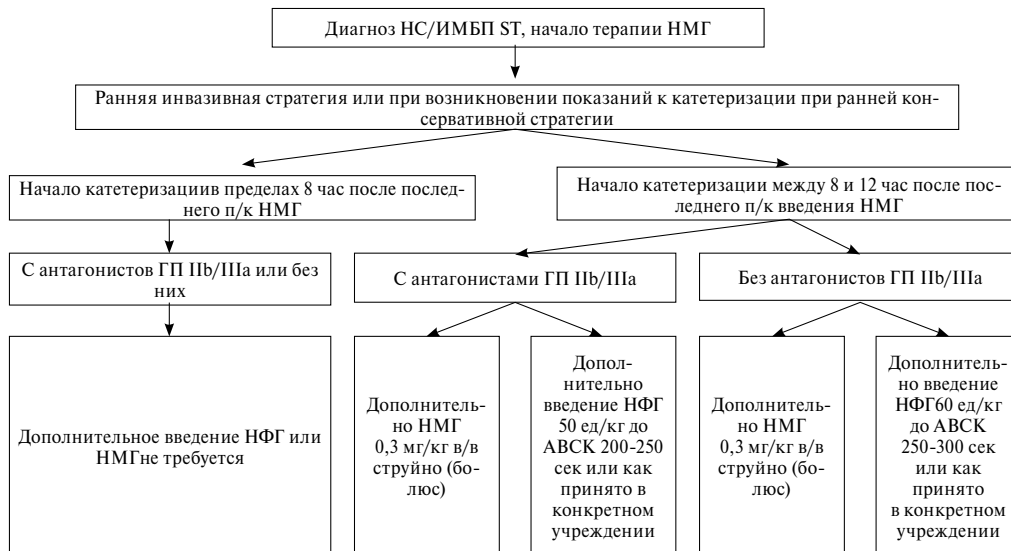 Диагноз НС/ИМБП ST, начало терапии НМГ
Ранняя инвазивная стратегия или при возникновении показаний к катетеризации при ранней кон-
сервативной стратегии
Начало катетеризациив пределах 8 час после послед-
него п/к НМГ
Начало катетеризации между 8 и 12 час после пос-
леднего п/к введения НМГ
С антагонистов ГП IIb/IIIa или без
них
С антагонистами ГП IIb/IIIa
Без антагонистов ГП IIb/IIIa
Дополнительное введение НФГ или
НМГне требуется
Дополнитель-
но НМГ
0,3 мг/кг в/в
струйно (бо-
люс)
Допол-
нительно
введение НФГ
50 ед/кг до
АВСК 200-250
сек или как
принято в
конкретном
учреждении
Дополнитель-
но НМГ
0,3 мг/кг в/в
струйно (бо-
люс)
Дополнитель-
но введение
НФГ60 ед/кг
до АВСК
250-300 сек
или как
принято
в конкретном
учреждении